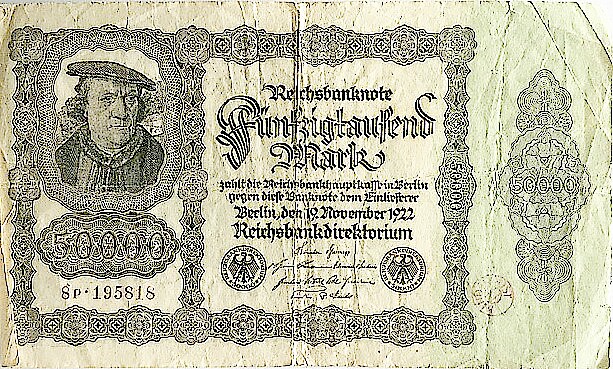 Reichsbanknote
Fünfzigtausend
Mark
zahlt die Reichsbankhauptkasse in Berlin
gegen diese Banknote dem Einlieferer
Berlin, den 19. November 1922
Reichsbankdirektorium
50000
8P·195818
50000
50000